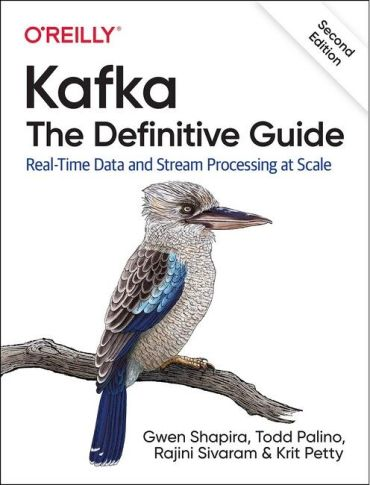 O'REILLY®
Second
Edition
Kafka
The Definitive Guide
Real-Time Data and Stream Processing at Scale
Gwen Shapira, Todd Palino,
Rajini Sivaram & Krit Petty